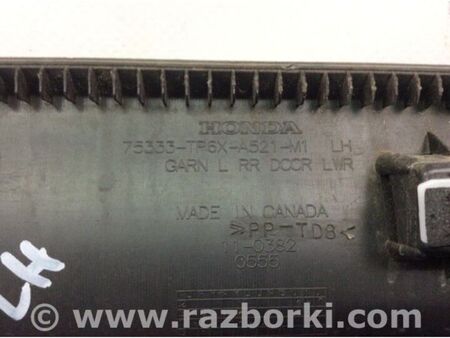 HONDA
75333-TP6X-A521-M1 LH
GARN L RR DOOR LWR
MADE IN CANADA
>PP-TD8<
11-0392
0555
LH
www.razborki.com